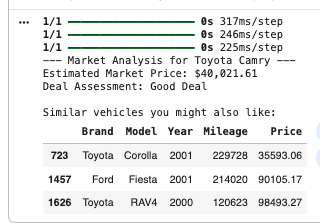 1/1 ━━━━━━━━━━━━━━━━━━━━ 0s 317ms/step
1/1 ━━━━━━━━━━━━━━━━━━━━ 0s 246ms/step
1/1 ━━━━━━━━━━━━━━━━━━━━ 0s 225ms/step
--- Market Analysis for Toyota Camry ---
Estimated Market Price: $40,021.61
Deal Assessment: Good Deal
Similar vehicles you might also like:
Brand Model Year Mileage Price
723 Toyota Corolla 2001 229728 35593.06
1457 Ford Fiesta 2001 214020 90105.17
1626 Toyota RAV4 2000 120623 98493.27